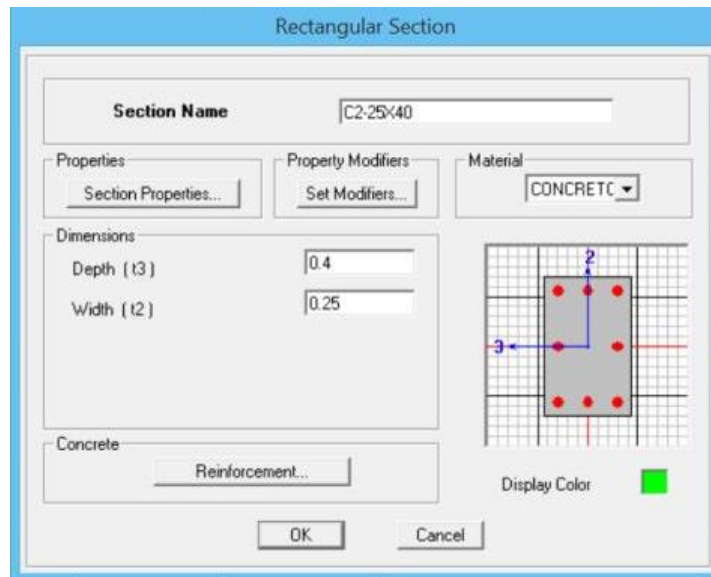 Rectangular Section
Section Name C2-25X40
Properties Property Modifiers Material
Section Properties... Set Modifiers... CONCRETC
Dimensions
Depth ( t3 ) 0.4
Width ( t2 ) 0.25
2
3
Concrete
Reinforcement...
Display Color
OK Cancel